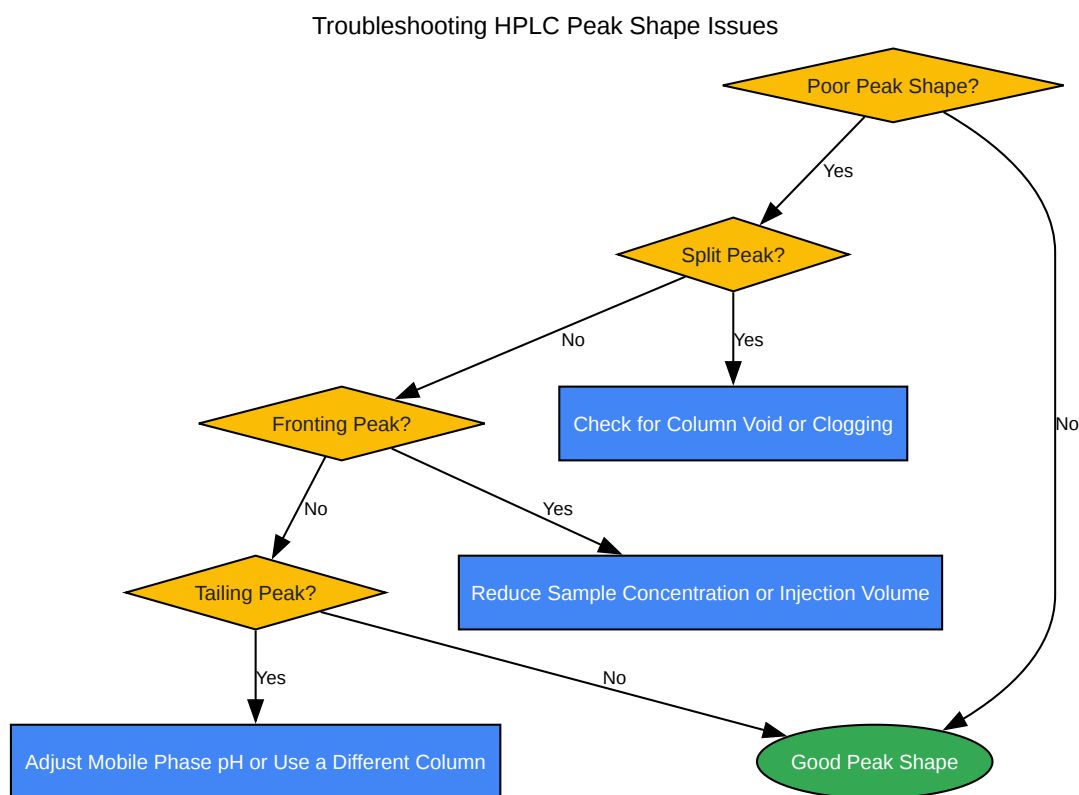 Troubleshooting HPLC Peak Shape Issues
Poor Peak Shape?
Yes
Split Peak?
No
Yes
Fronting Peak?
Check for Column Void or Clogging
No
No
Yes
Tailing Peak?
Reduce Sample Concentration or Injection Volume
Yes
No
Adjust Mobile Phase pH or Use a Different Column
Good Peak Shape